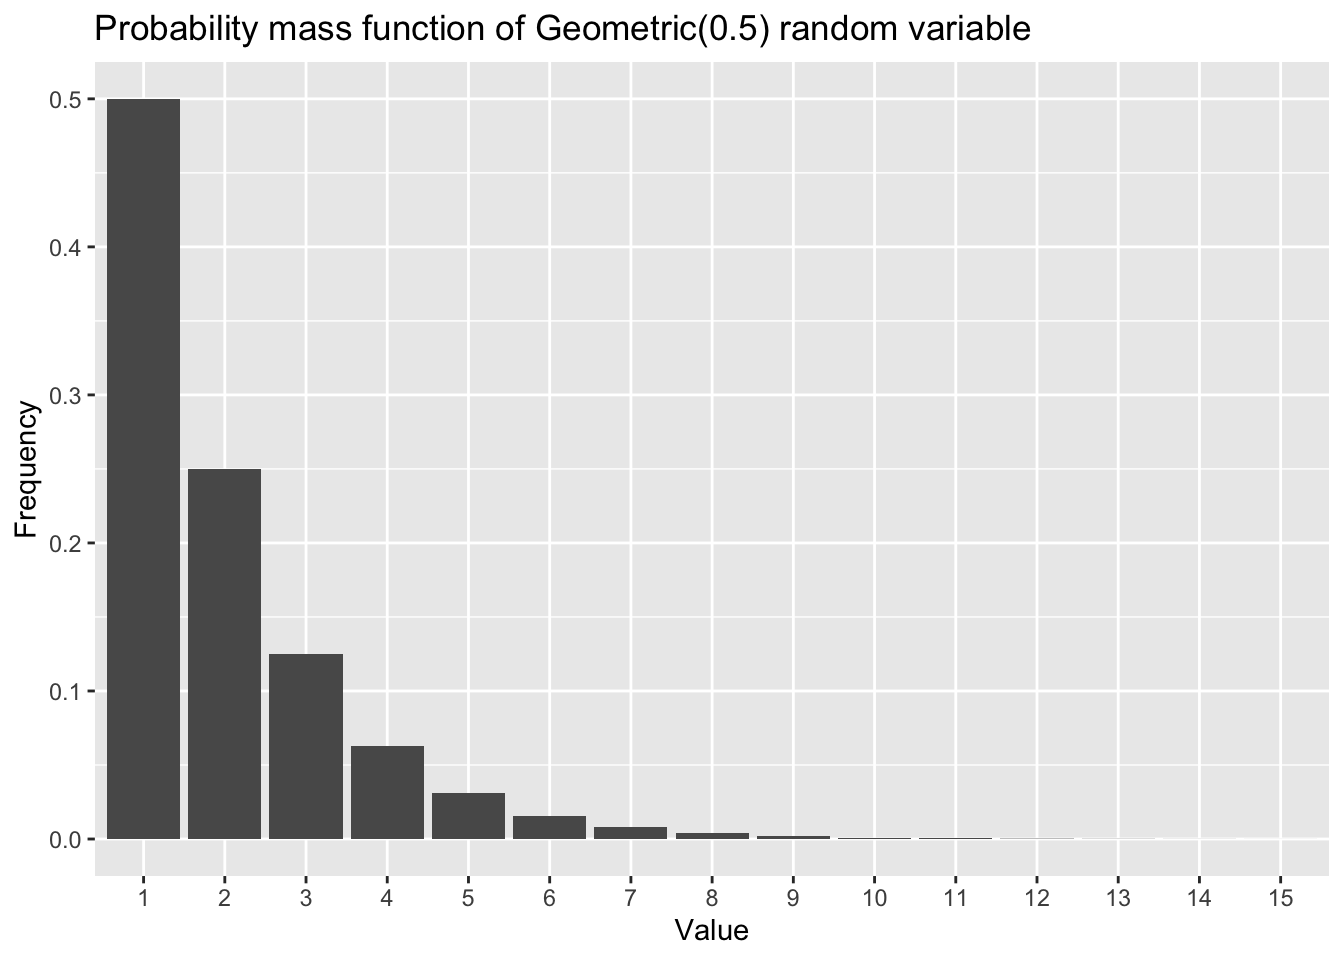 Probability mass function of Geometric(0.5) random variable
0.5
0.4
0.3
0.2
0.1
0.0
Frequency
1 2 3 4 5 6 7 8 9 10 11 12 13 14 15
Value